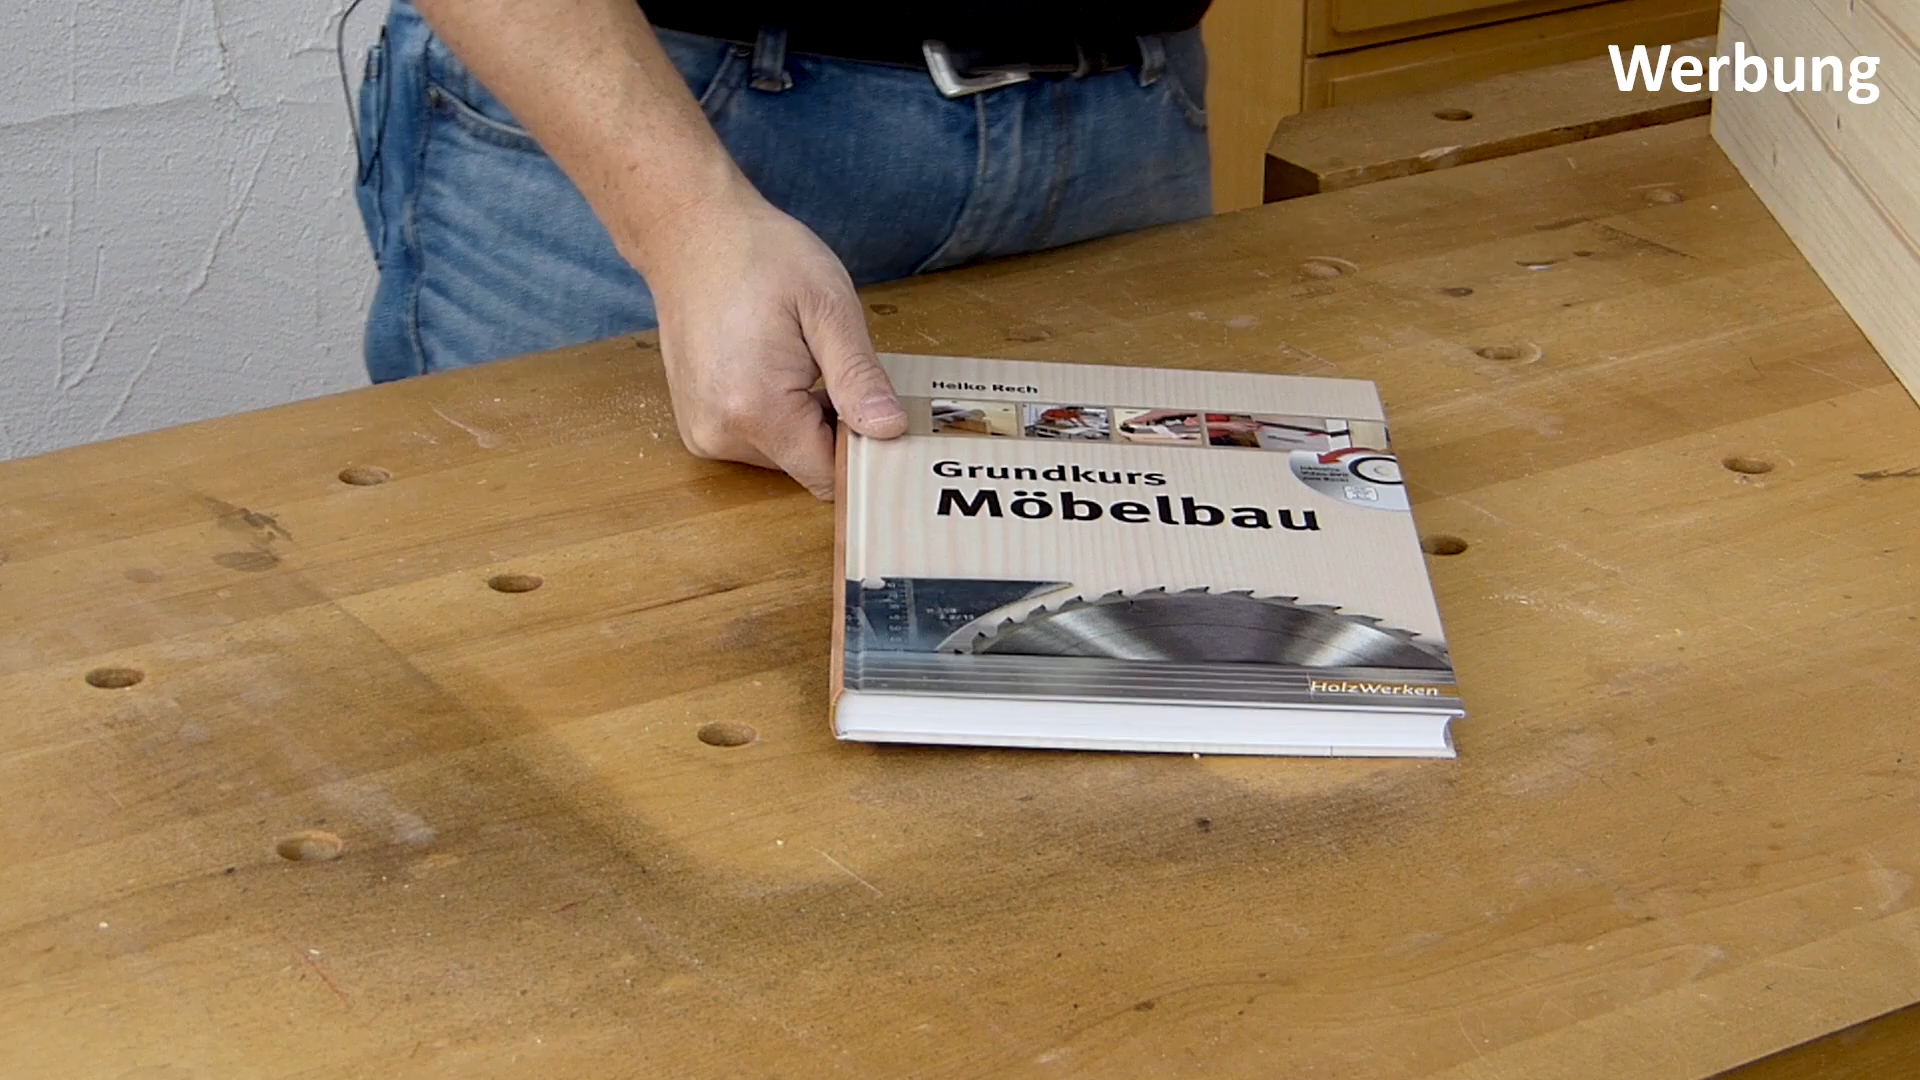 Werbung
Heiko Rech
Grundkurs
Möbelbau
HolzWerken